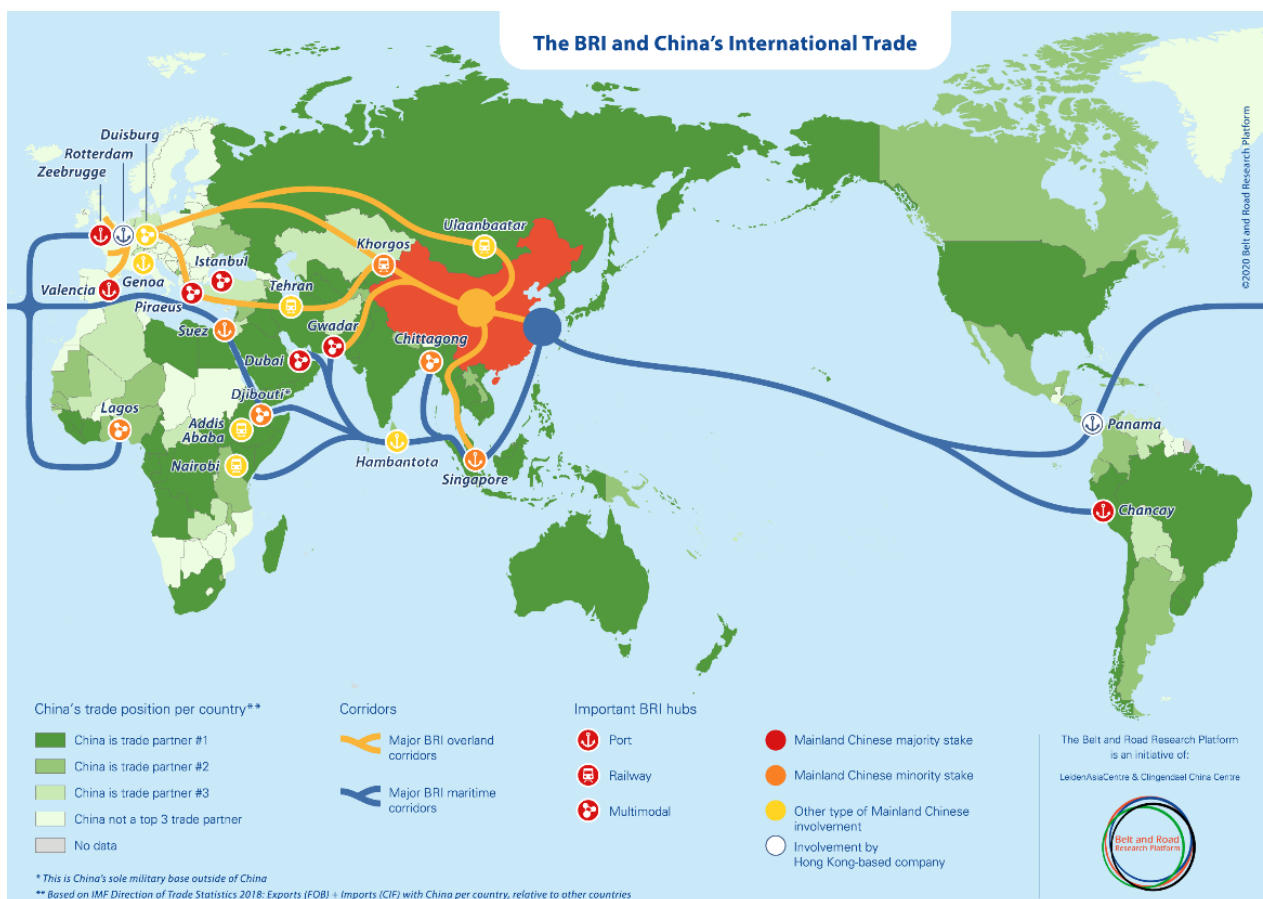 The BRI and China's International Trade
©2020 Belt and Road Research Platform
Duisburg
Rotterdam
Zeebrugge
Ulaanbaatar
Khorgos
Istanbul
Genoa
Valencia
Tehran
Piraeus
Gwadar
Suez
Chittagong
Dubai
Djibouti*
Lagos
Addis
Ababa
Panama
Nairobi
Hambantota
Singapore
Chancay
China's trade position per country**
China is trade partner #1
China is trade partner #2
China is trade partner #3
China not a top 3 trade partner
No data
Corridors
Major BRI overland
corridors
Major BRI maritime
corridors
Important BRI hubs
Port
Railway
Multimodal
Mainland Chinese majority stake
Mainland Chinese minority stake
Other type of Mainland Chinese
involvement
Involvement by
Hong Kong-based company
The Belt and Road Research Platform
is an initiative of:
LeidenAsiaCentre & Clingendael China Centre
Belt and Road
Research Platform
* This is China's sole military base outside of China
** Based on IMF Direction of Trade Statistics 2018: Exports (FOB) + Imports (CIF) with China per country, relative to other countries